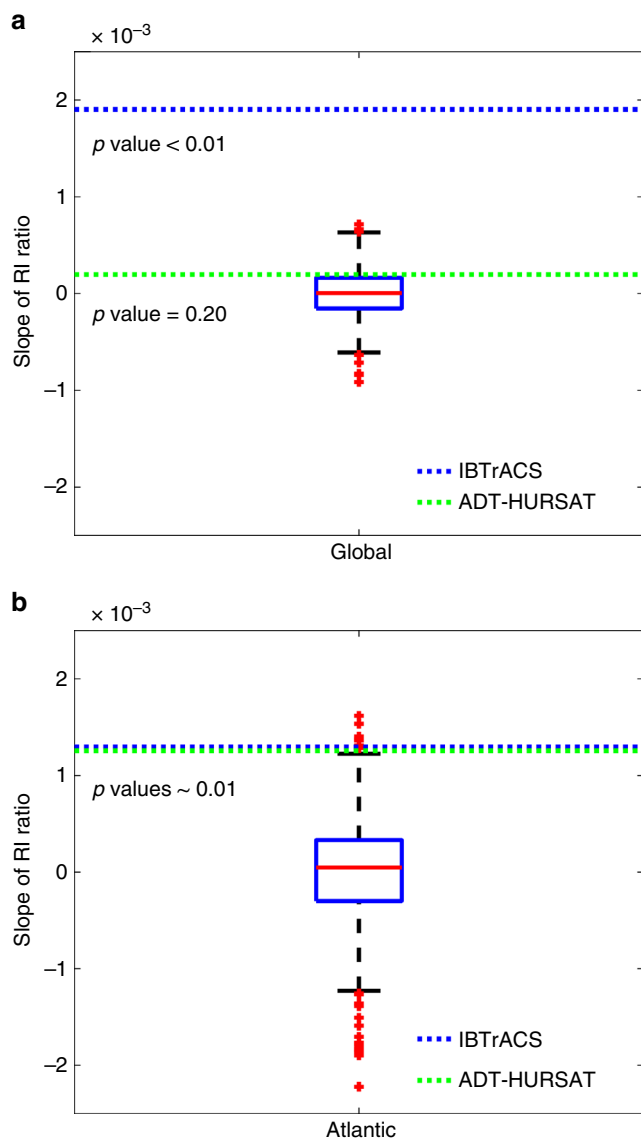 a
× 10⁻³
2
p value < 0.01
1
0
p value = 0.20
−1
−2
Slope of RI ratio
IBTrACS
ADT-HURSAT
Global
b
× 10⁻³
2
1
p values ~ 0.01
0
−1
−2
Slope of RI ratio
IBTrACS
ADT-HURSAT
Atlantic